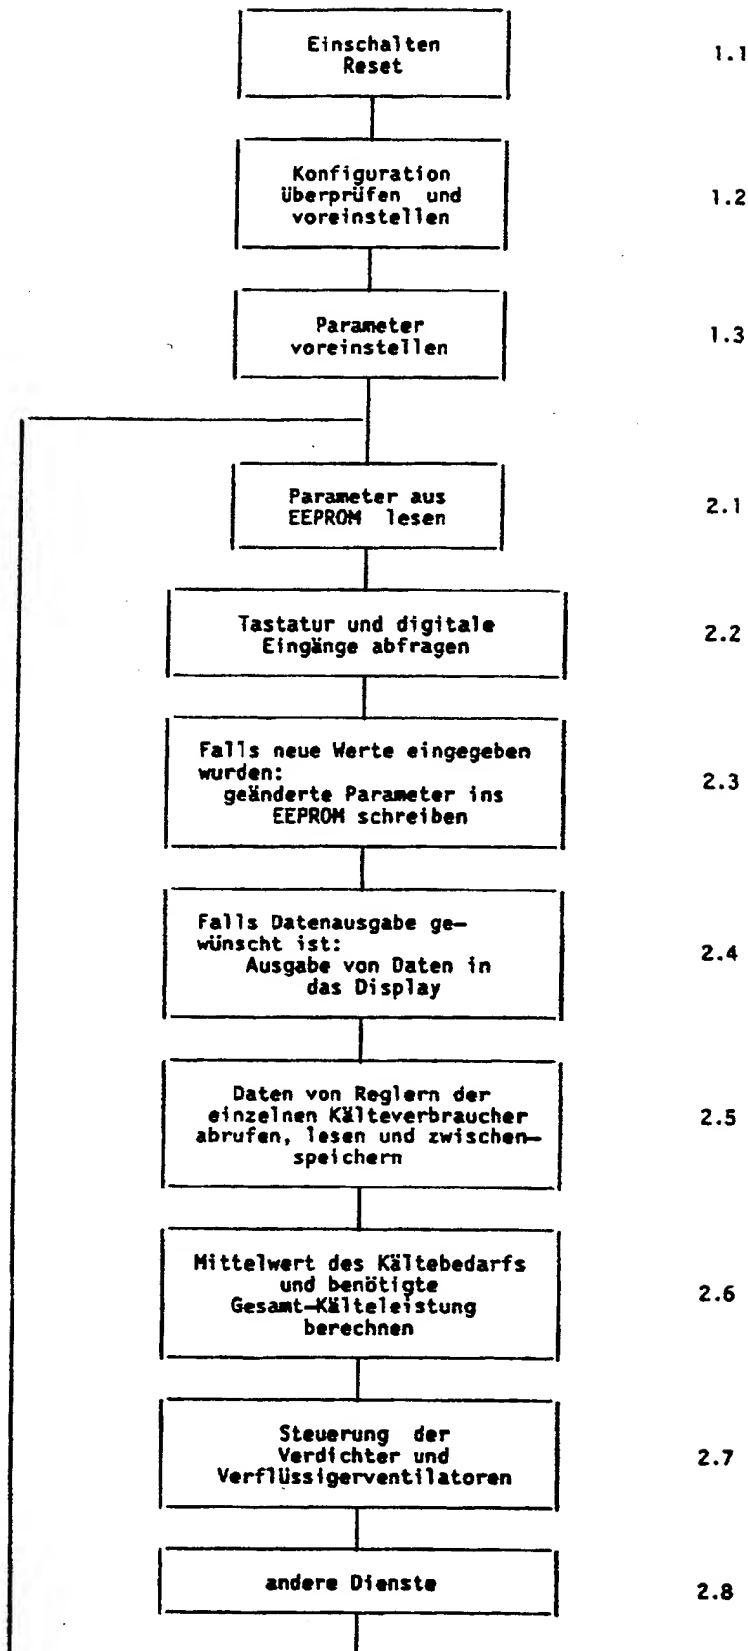 Einschalten
Reset
1.1
Konfiguration
überprüfen und
voreinstellen
1.2
Parameter
voreinstellen
1.3
Parameter aus
EEPROM lesen
2.1
Tastatur und digitale
Eingänge abfragen
2.2
Falls neue Werte eingegeben
wurden:
geänderte Parameter ins
EEPROM schreiben
2.3
Falls Datenausgabe ge-
wünscht ist:
Ausgabe von Daten in
das Display
2.4
Daten von Reglern der
einzelnen Kälteverbraucher
abrufen, lesen und zwischen-
speichern
2.5
Mittelwert des Kältebedarfs
und benötigte
Gesamt-Kälteleistung
berechnen
2.6
Steuerung der
Verdichter und
Verflüssigerventilatoren
2.7
andere Dienste
2.8